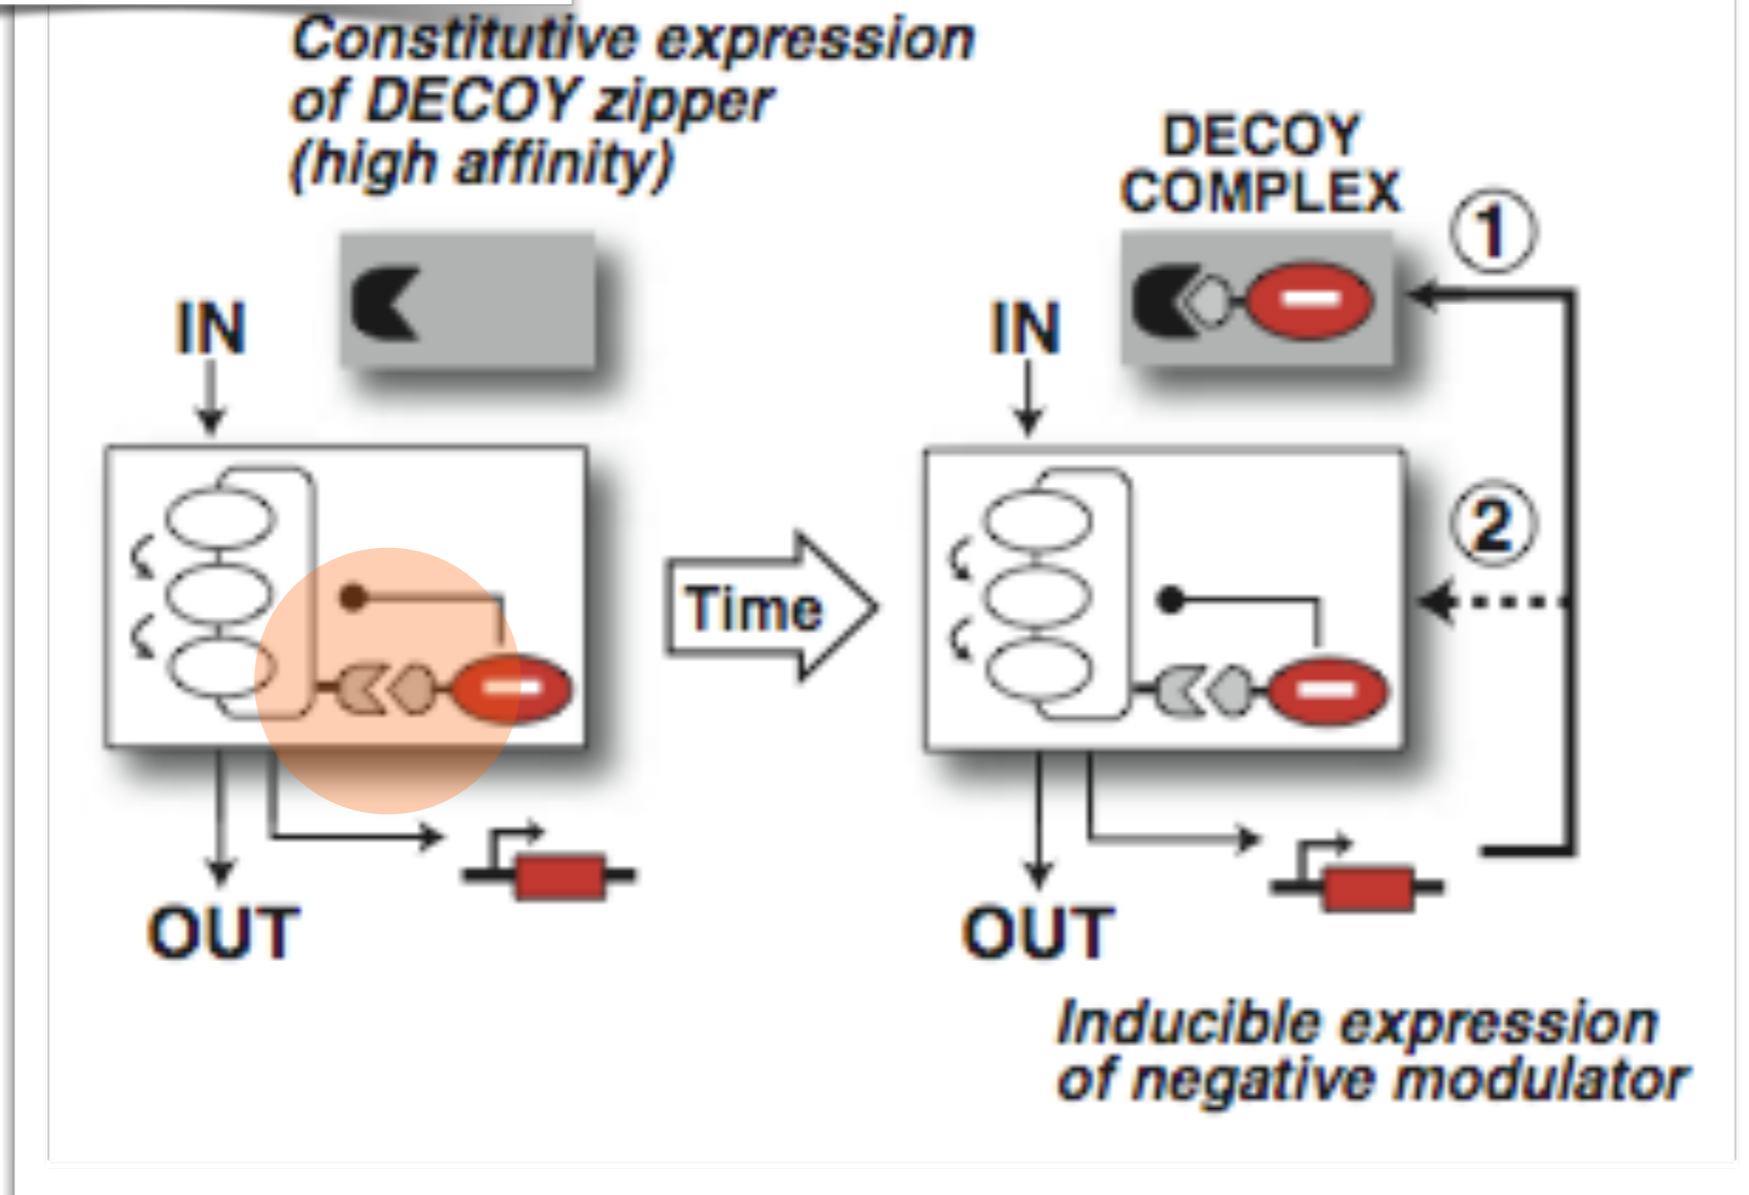 Constitutive expression
of DECOY zipper
(high affinity)
DECOY
COMPLEX
1
IN
IN
2
Time
OUT
OUT
Inducible expression
of negative modulator